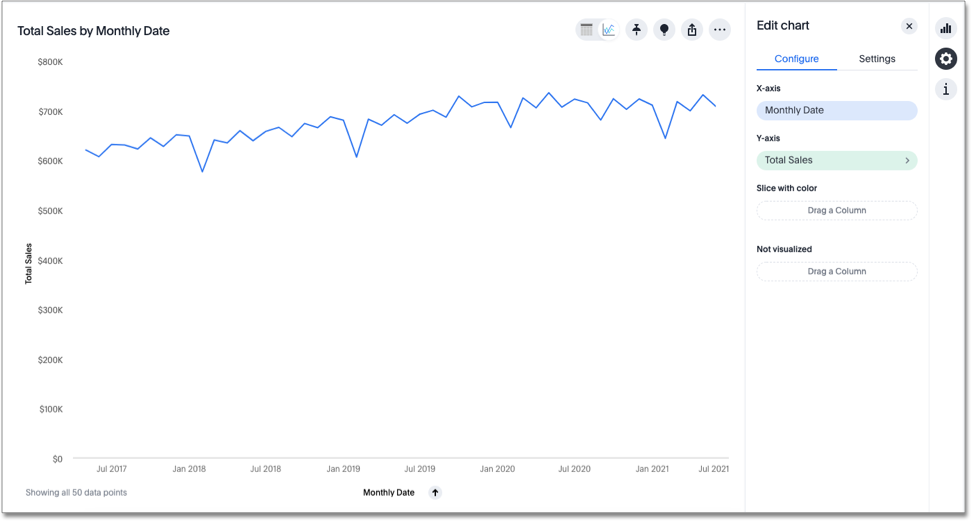 Total Sales by Monthly Date
$800K
$700K
$600K
$500K
$400K
$300K
$200K
$100K
$0
Total Sales
Jul 2017 Jan 2018 Jul 2018 Jan 2019 Jul 2019 Jan 2020 Jul 2020 Jan 2021 Jul 2021
Showing all 50 data points
Monthly Date
Edit chart
Configure Settings
X-axis
Monthly Date
Y-axis
Total Sales
Slice with color
Drag a Column
Not visualized
Drag a Column